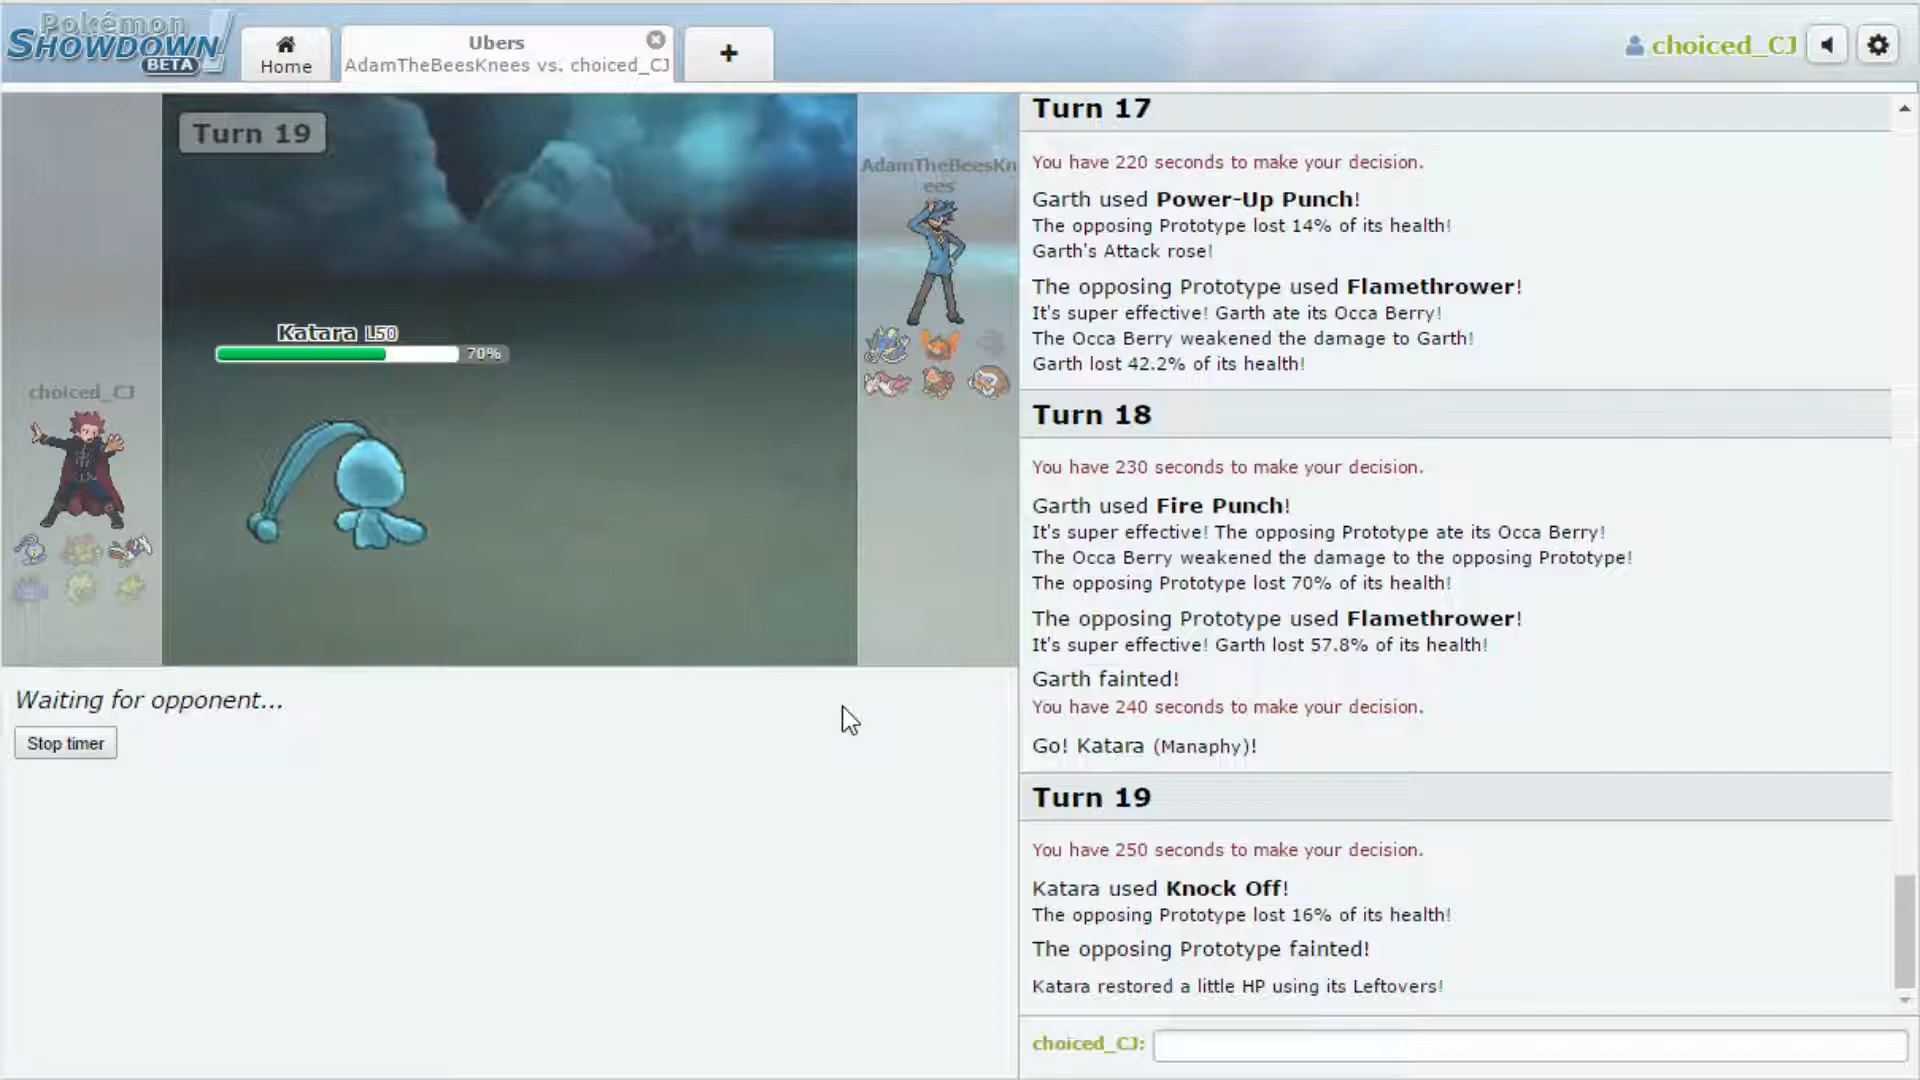 Pokémon
SHOWDOWN!
BETA
Home
Ubers
AdamTheBeesKnees vs. choiced_CJ
+
choiced_CJ
Turn 19
Katara L50
70%
choiced_CJ
AdamTheBeesKn
ees
Waiting for opponent...
Stop timer
Turn 17
You have 220 seconds to make your decision.
Garth used Power-Up Punch!
The opposing Prototype lost 14% of its health!
Garth's Attack rose!
The opposing Prototype used Flamethrower!
It's super effective! Garth ate its Occa Berry!
The Occa Berry weakened the damage to Garth!
Garth lost 42.2% of its health!
Turn 18
You have 230 seconds to make your decision.
Garth used Fire Punch!
It's super effective! The opposing Prototype ate its Occa Berry!
The Occa Berry weakened the damage to the opposing Prototype!
The opposing Prototype lost 70% of its health!
The opposing Prototype used Flamethrower!
It's super effective! Garth lost 57.8% of its health!
Garth fainted!
You have 240 seconds to make your decision.
Go! Katara (Manaphy)!
Turn 19
You have 250 seconds to make your decision.
Katara used Knock Off!
The opposing Prototype lost 16% of its health!
The opposing Prototype fainted!
Katara restored a little HP using its Leftovers!
choiced_CJ: